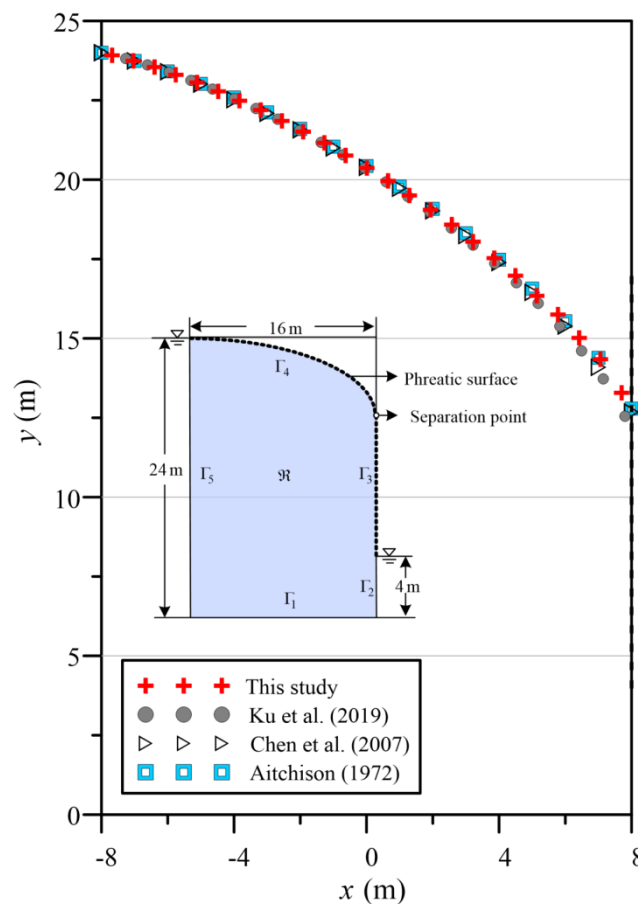 25
20
15
10
5
0
y (m)
-8
-4
0
4
8
x (m)
16 m
24 m
4 m
Γ₄
Γ₅
ℜ
Γ₃
Γ₁
Γ₂
Phreatic surface
Separation point
This study
Ku et al. (2019)
Chen et al. (2007)
Aitchison (1972)